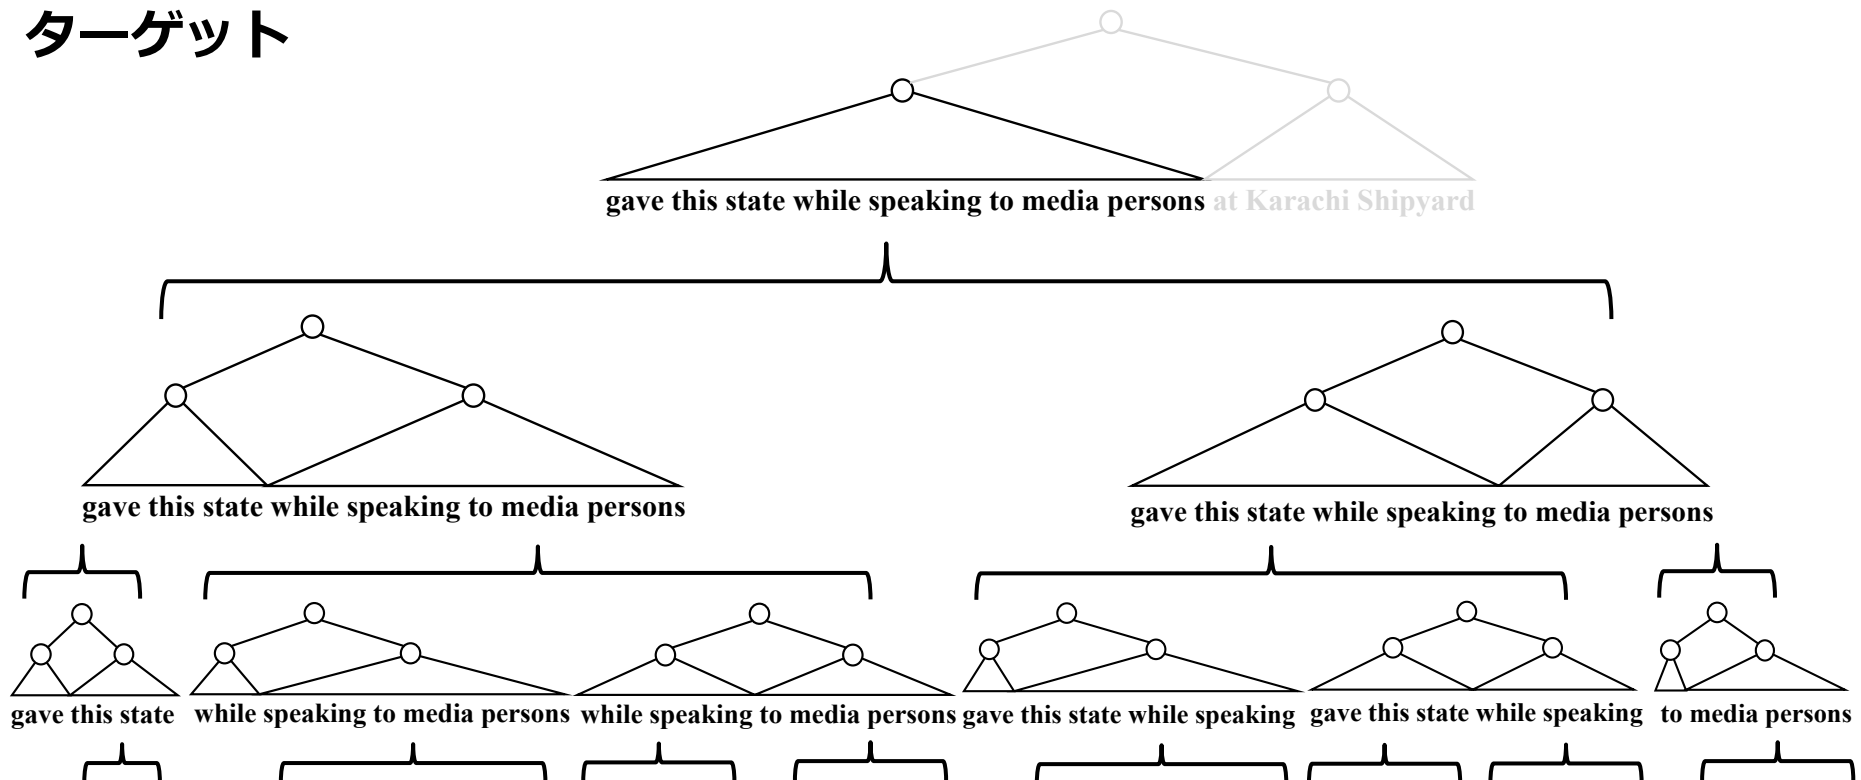 ターゲット
gave this state while speaking to media persons at Karachi Shipyard
gave this state while speaking to media persons
gave this state while speaking to media persons
gave this state
while speaking to media persons
while speaking to media persons
gave this state while speaking
gave this state while speaking
to media persons